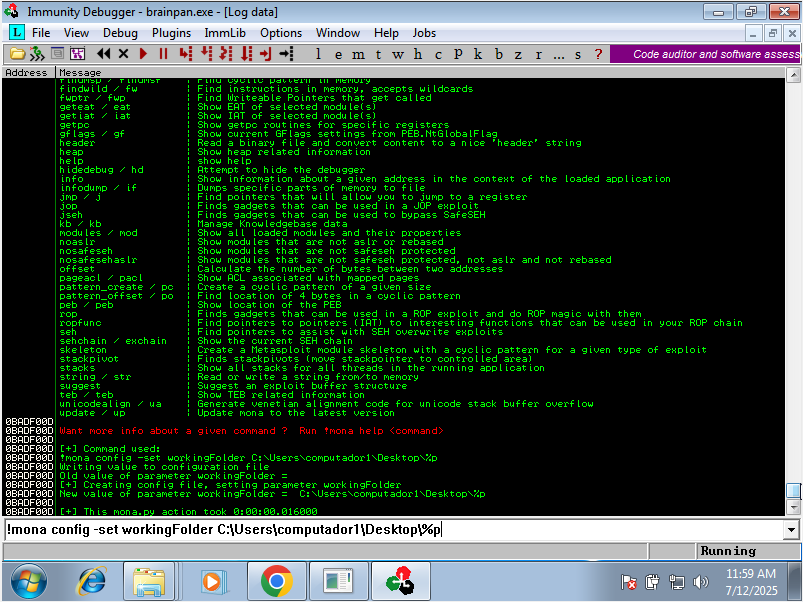 Immunity Debugger - brainpan.exe - [Log data]
L File View Debug Plugins ImmLib Options Window Help Jobs
l e m t w h c P k b z r ... s ? Code auditor and software assess
Address Message
findmsp / findmsf | Find cyclic pattern in memory
findwild / fw | Find instructions in memory, accepts wildcards
fwptr / fwp | Find Writeable Pointers that get called
geteat / eat | Show EAT of selected module(s)
getiat / iat | Show IAT of selected module(s)
getpc | Show getpc routines for specific registers
gflags / gf | Show current GFlags settings from PEB.NtGlobalFlag
header | Read a binary file and convert content to a nice 'header' string
heap | Show heap related information
help | show help
hidedebug / hd | Attempt to hide the debugger
info | Show information about a given address in the context of the loaded application
infodump / if | Dumps specific parts of memory to file
jmp / j | Find pointers that will allow you to jump to a register
jop | Finds gadgets that can be used in a JOP exploit
jseh | Finds gadgets that can be used to bypass SafeSEH
kb / kb | Manage Knowledgebase data
modules / mod | Show all loaded modules and their properties
noaslr | Show modules that are not aslr or rebased
nosafeseh | Show modules that are not safeseh protected
nosafesehaslr | Show modules that are not safeseh protected, not aslr and not rebased
offset | Calculate the number of bytes between two addresses
pageacl / pacl | Show ACL associated with mapped pages
pattern_create / pc | Create a cyclic pattern of a given size
pattern_offset / po | Find location of 4 bytes in a cyclic pattern
peb / peb | Show location of the PEB
rop | Finds gadgets that can be used in a ROP exploit and do ROP magic with them
ropfunc | Find pointers to pointers (IAT) to interesting functions that can be used in your ROP chain
seh | Find pointers to assist with SEH overwrite exploits
sehchain / exchain | Show the current SEH chain
skeleton | Create a Metasploit module skeleton with a cyclic pattern for a given type of exploit
stackpivot | Finds stackpivots (move stackpointer to controlled area)
stacks | Show all stacks for all threads in the running application
string / str | Read or write a string from/to memory
suggest | Suggest an exploit buffer structure
teb / teb | Show TEB related information
unicodealign / ua | Generate venetian alignment code for unicode stack buffer overflow
update / up | Update mona to the latest version
0BADF00D
0BADF00D Want more info about a given command ? Run !mona help <command>
0BADF00D
0BADF00D [+] Command used:
0BADF00D !mona config -set workingFolder C:\Users\computador1\Desktop\%p
0BADF00D Writing value to configuration file
0BADF00D Old value of parameter workingFolder =
0BADF00D [+] Creating config file, setting parameter workingFolder
0BADF00D New value of parameter workingFolder = C:\Users\computador1\Desktop\%p
0BADF00D
0BADF00D [+] This mona.py action took 0:00:00.016000
!mona config -set workingFolder C:\Users\computador1\Desktop\%p
Running
11:59 AM
7/12/2025